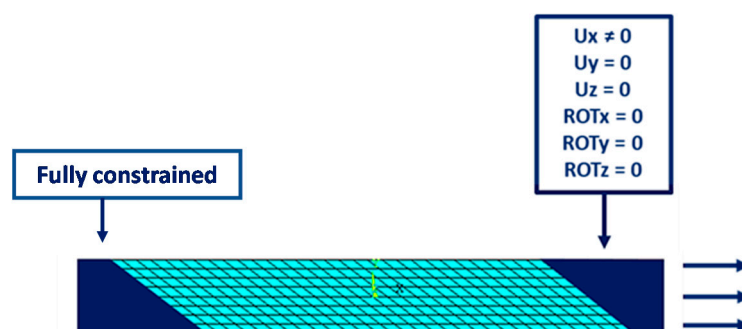 Ux ≠ 0
Uy = 0
Uz = 0
ROTx = 0
ROTy = 0
ROTz = 0
Fully constrained
X